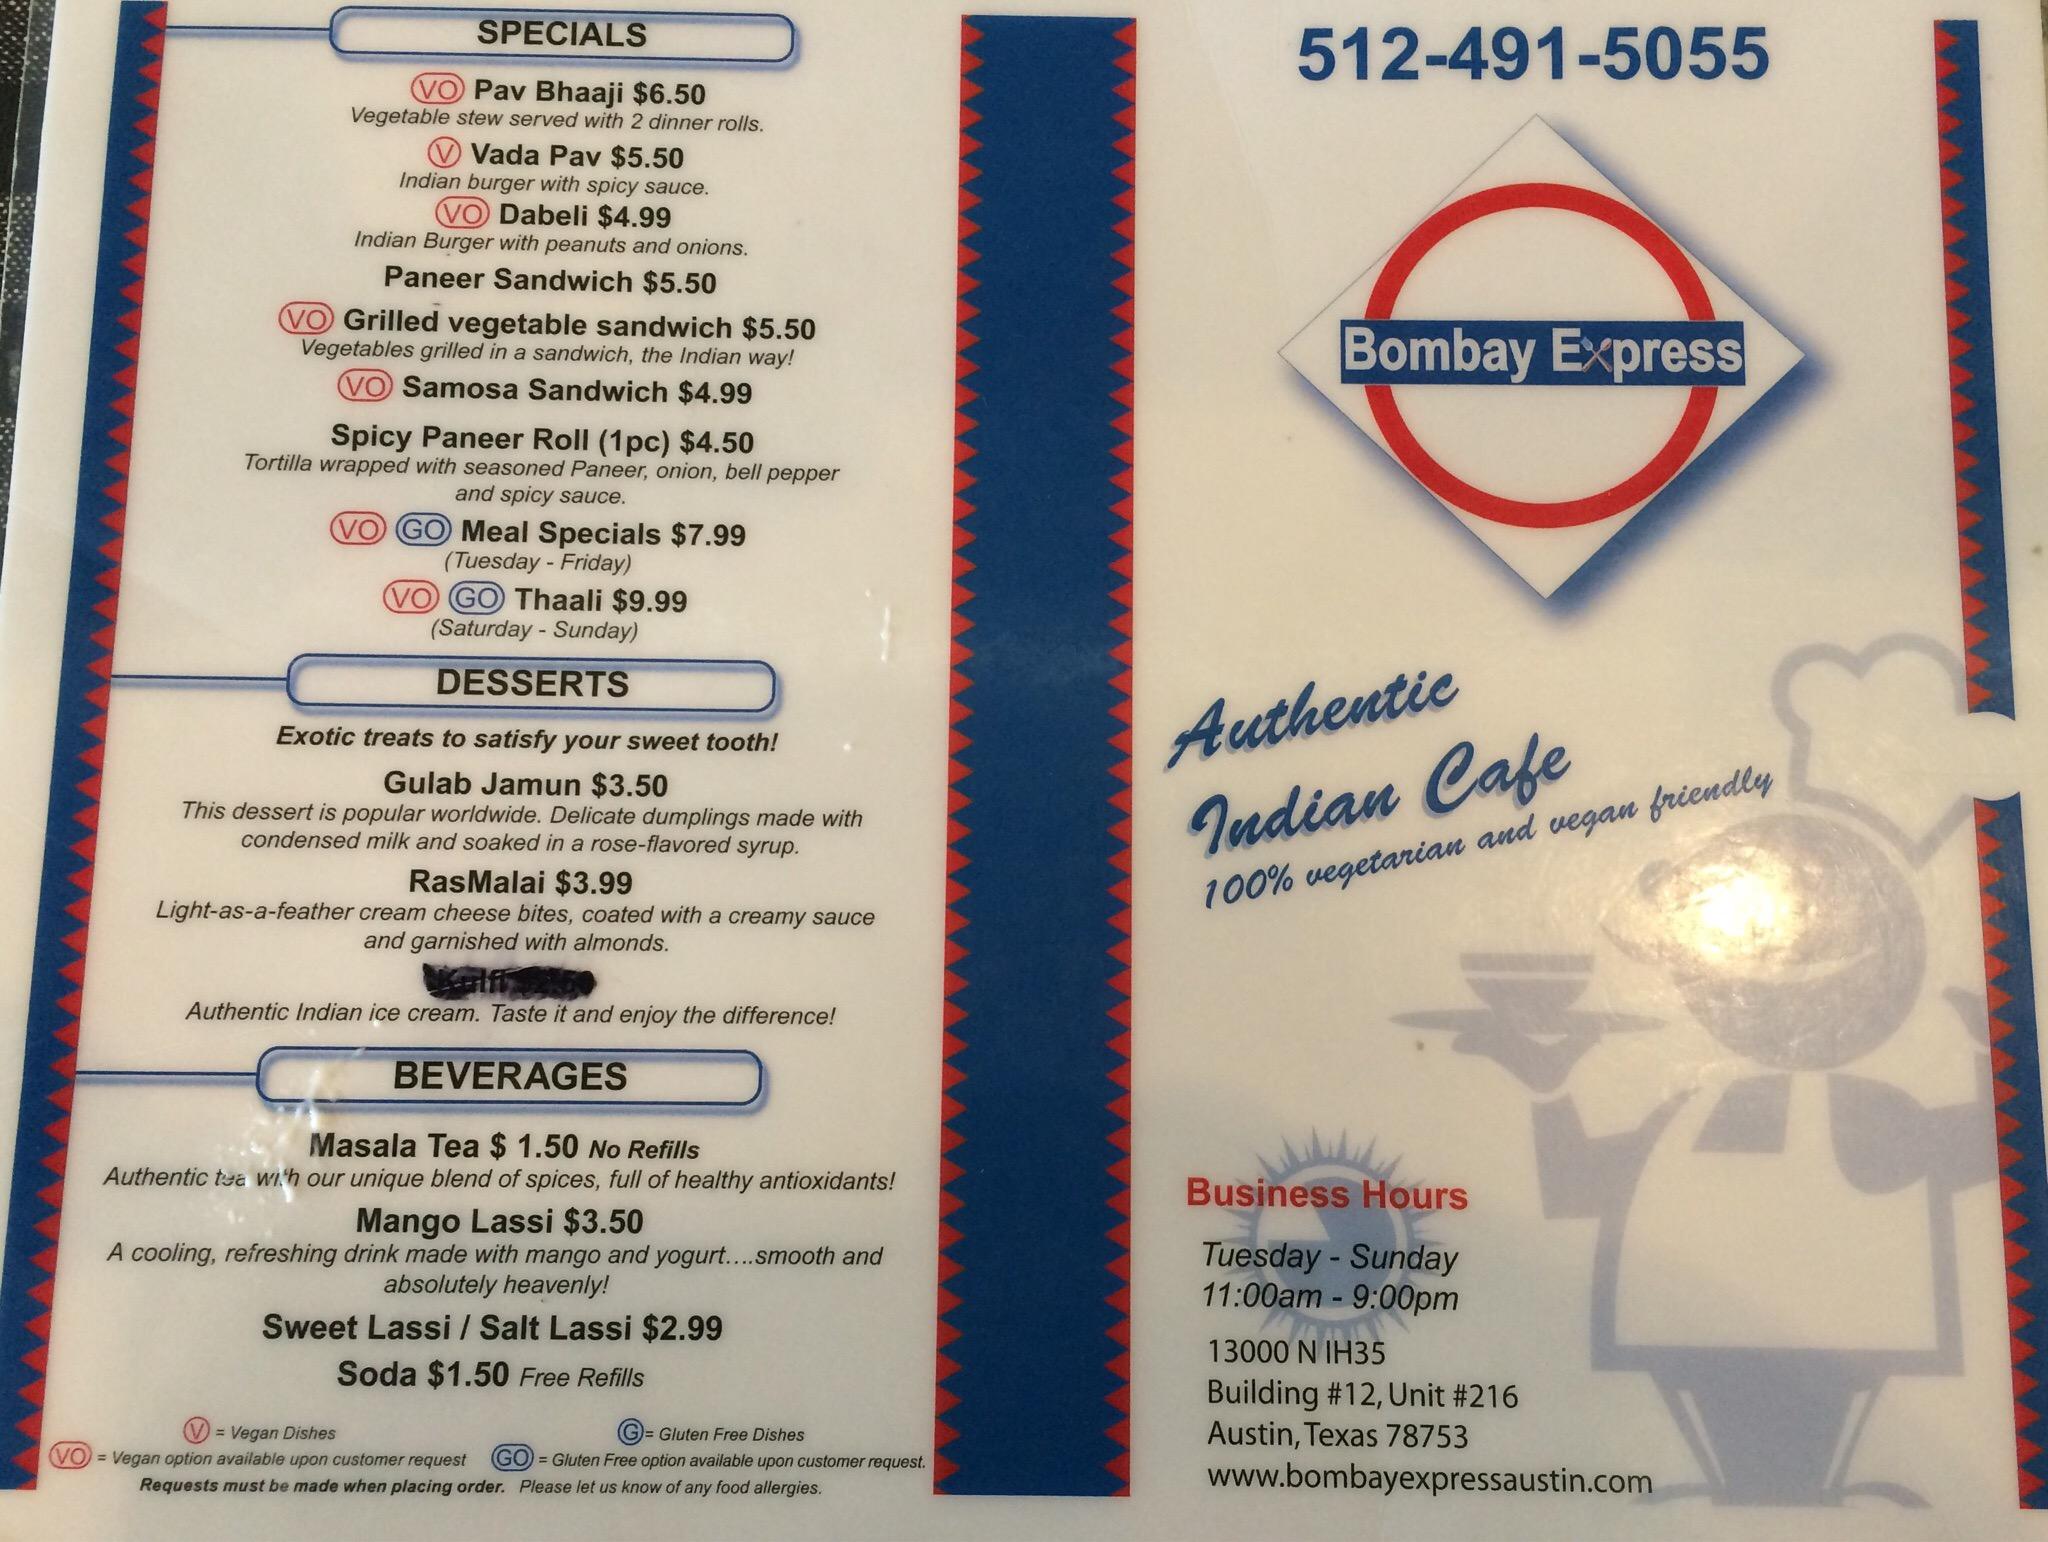 SPECIALS
VO Pav Bhaaji $6.50
Vegetable stew served with 2 dinner rolls.
V Vada Pav $5.50
Indian burger with spicy sauce.
VO Dabeli $4.99
Indian Burger with peanuts and onions.
Paneer Sandwich $5.50
VO Grilled vegetable sandwich $5.50
Vegetables grilled in a sandwich, the Indian way!
VO Samosa Sandwich $4.99
Spicy Paneer Roll (1pc) $4.50
Tortilla wrapped with seasoned Paneer, onion, bell pepper
and spicy sauce.
VO GO Meal Specials $7.99
(Tuesday - Friday)
VO GO Thaali $9.99
(Saturday - Sunday)
DESSERTS
Exotic treats to satisfy your sweet tooth!
Gulab Jamun $3.50
This dessert is popular worldwide. Delicate dumplings made with
condensed milk and soaked in a rose-flavored syrup.
RasMalai $3.99
Light-as-a-feather cream cheese bites, coated with a creamy sauce
and garnished with almonds.
Kulfi
Authentic Indian ice cream. Taste it and enjoy the difference!
BEVERAGES
Masala Tea $ 1.50 No Refills
Authentic tea with our unique blend of spices, full of healthy antioxidants!
Mango Lassi $3.50
A cooling, refreshing drink made with mango and yogurt....smooth and
absolutely heavenly!
Sweet Lassi / Salt Lassi $2.99
Soda $1.50 Free Refills
V = Vegan Dishes G = Gluten Free Dishes
VO = Vegan option available upon customer request GO = Gluten Free option available upon customer request.
Requests must be made when placing order. Please let us know of any food allergies.
512-491-5055
Bombay Express
Authentic
Indian Cafe
100% vegetarian and vegan friendly
Business Hours
Tuesday - Sunday
11:00am - 9:00pm
13000 N IH35
Building #12, Unit #216
Austin, Texas 78753
www.bombayexpressaustin.com